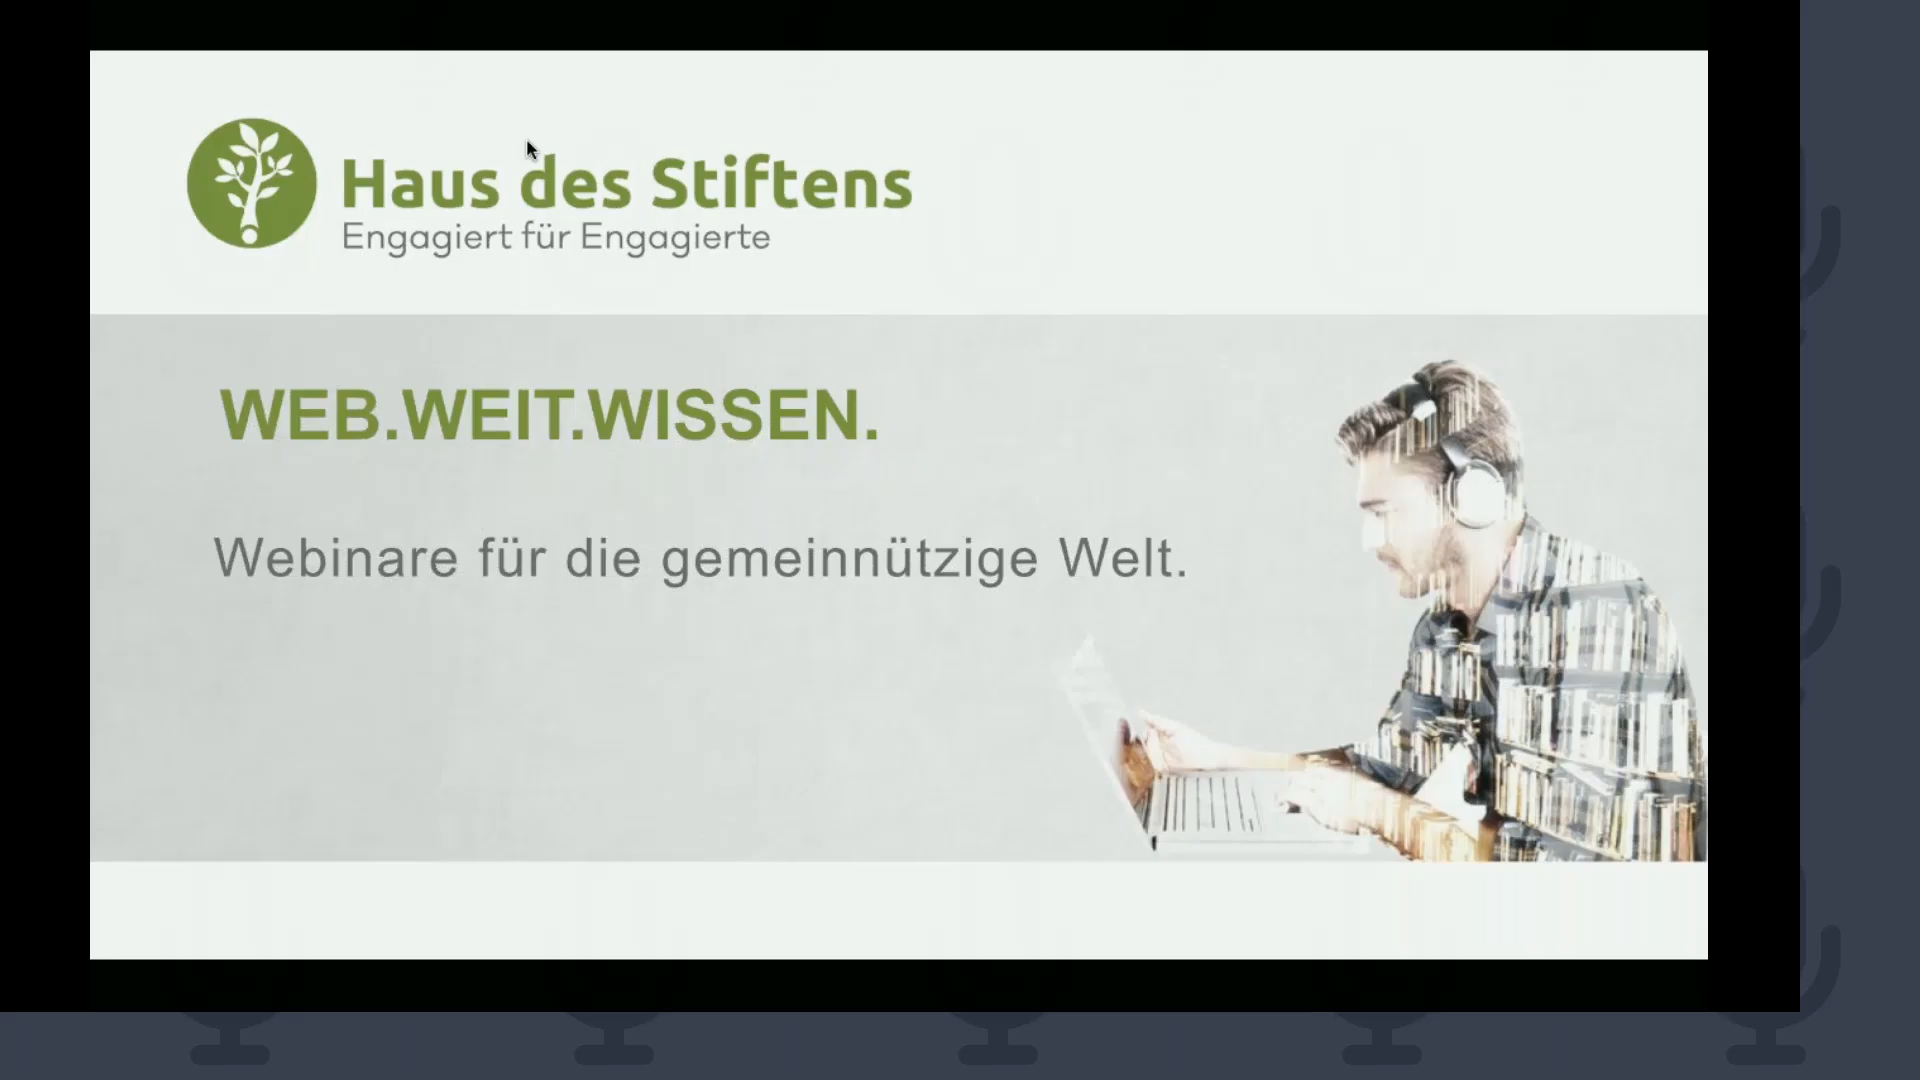 Haus des Stiftens
Engagiert für Engagierte
WEB.WEIT.WISSEN.
Webinare für die gemeinnützige Welt.